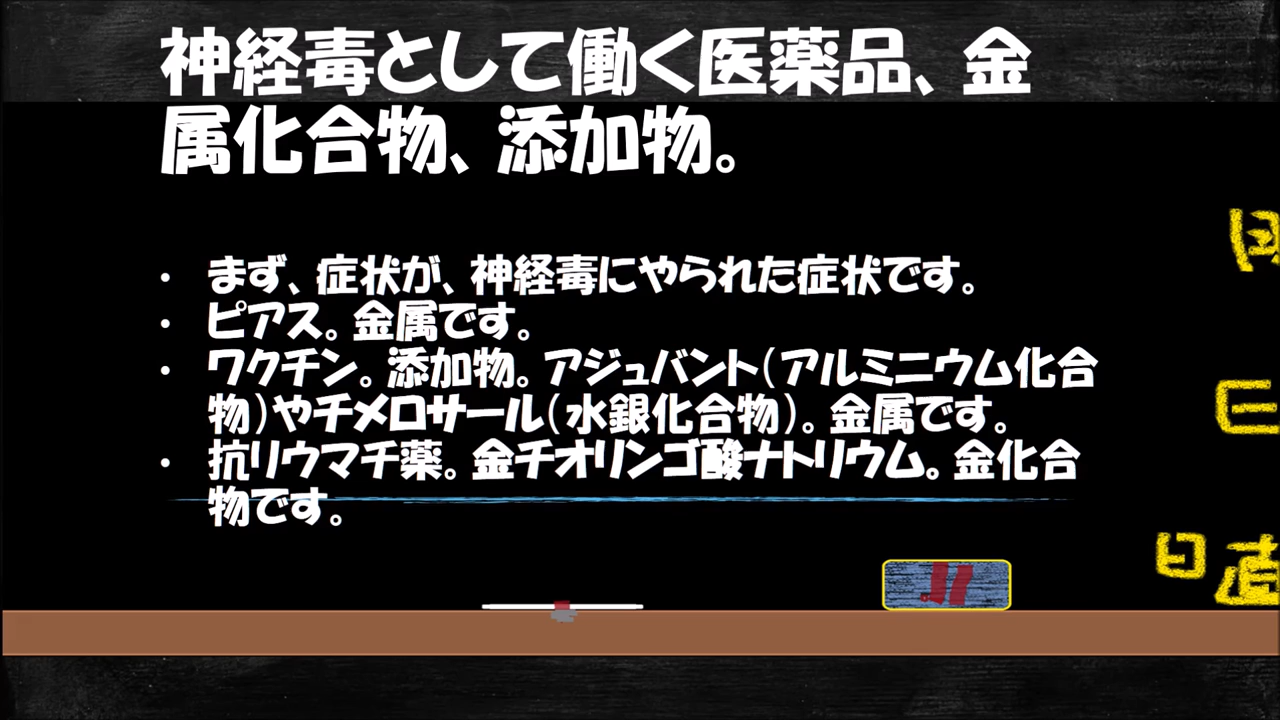 神経毒として働く医薬品、金
属化合物、添加物。
• まず、症状が、神経毒にやられた症状です。
• ピアス。金属です。
• ワクチン。添加物。アジュバント(アルミニウム化合
物)やチメロサール(水銀化合物)。金属です。
• 抗リウマチ薬。金チオリンゴ酸ナトリウム。金化合
物です。
月
日
日直